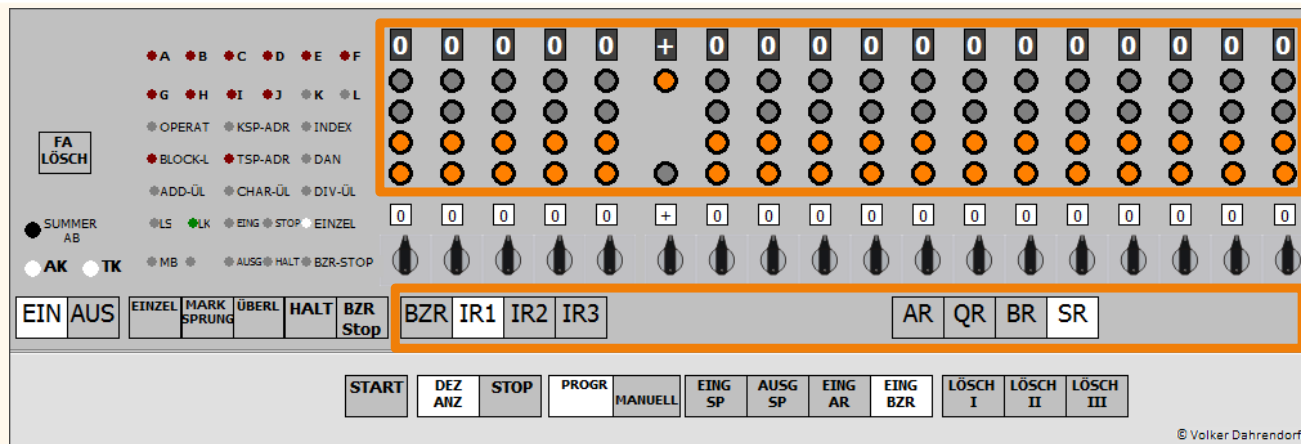 0 0 0 0 0 + 0 0 0 0 0 0 0 0 0 0 0 0
A B C D E F
G H I J K L
OPERAT KSP-ADR INDEX
FA LÖSCH
BLOCK-L TSP-ADR DAN
ADD-ÜL CHAR-ÜL DIV-ÜL
0 0 0 0 0 + 0 0 0 0 0 0 0 0 0 0 0 0
SUMMER AB
LS LK EING STOP EINZEL
AK TK
MB AUSG HALT BZR-STOP
EIN AUS EINZEL MARK SPRUNG ÜBERL HALT BZR Stop BZR IR1 IR2 IR3 AR QR BR SR
START DEZ ANZ STOP PROGR MANUELL EING SP AUSG SP EING AR EING BZR LÖSCH I LÖSCH II LÖSCH III
© Volker Dahrendorf